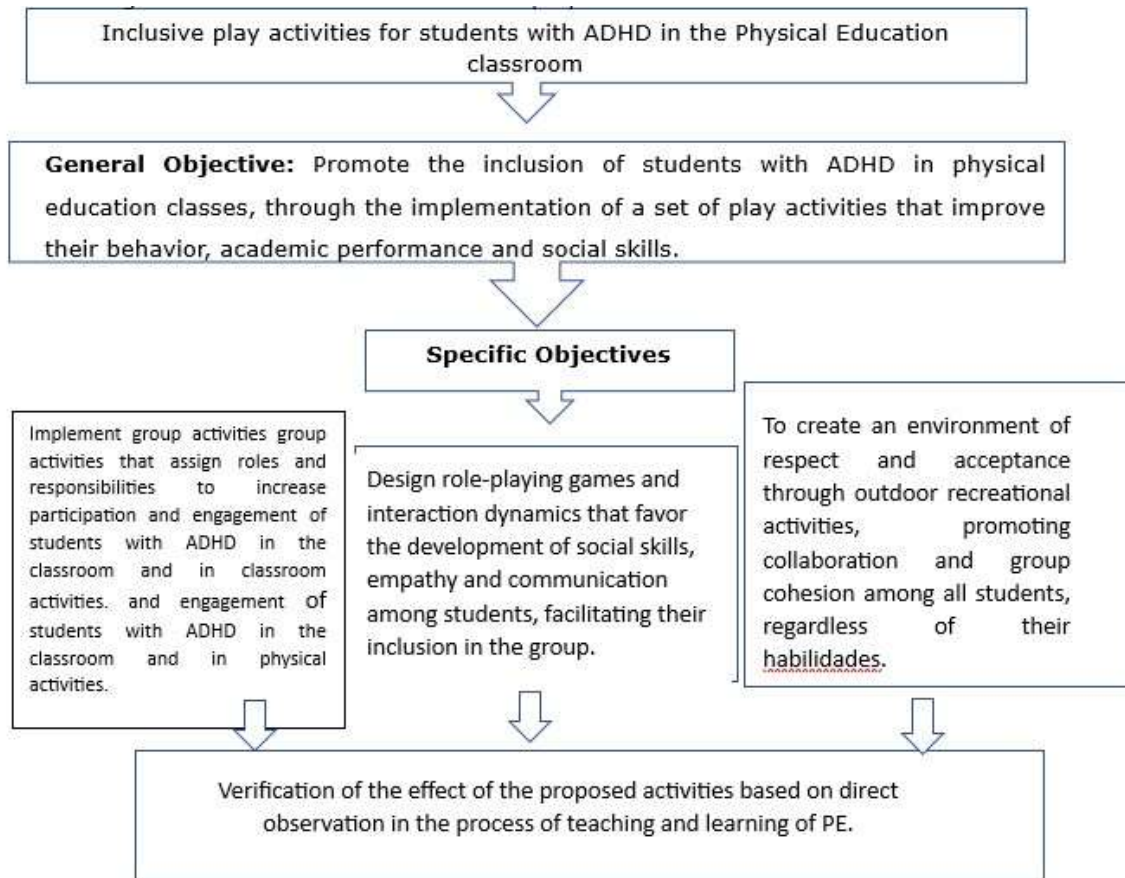 Inclusive play activities for students with ADHD in the Physical Education
classroom
General Objective: Promote the inclusion of students with ADHD in physical
education classes, through the implementation of a set of play activities that improve
their behavior, academic performance and social skills.
Specific Objectives
Implement group activities group
activities that assign roles and
responsibilities to increase
participation and engagement of
students with ADHD in the
classroom and in classroom
activities. and engagement of
students with ADHD in the
classroom and in physical
activities.
Design role-playing games and
interaction dynamics that favor
the development of social skills,
empathy and communication
among students, facilitating their
inclusion in the group.
To create an environment of
respect and acceptance
through outdoor recreational
activities, promoting
collaboration and group
cohesion among all students,
regardless of their
habilidades.
Verification of the effect of the proposed activities based on direct
observation in the process of teaching and learning of PE.